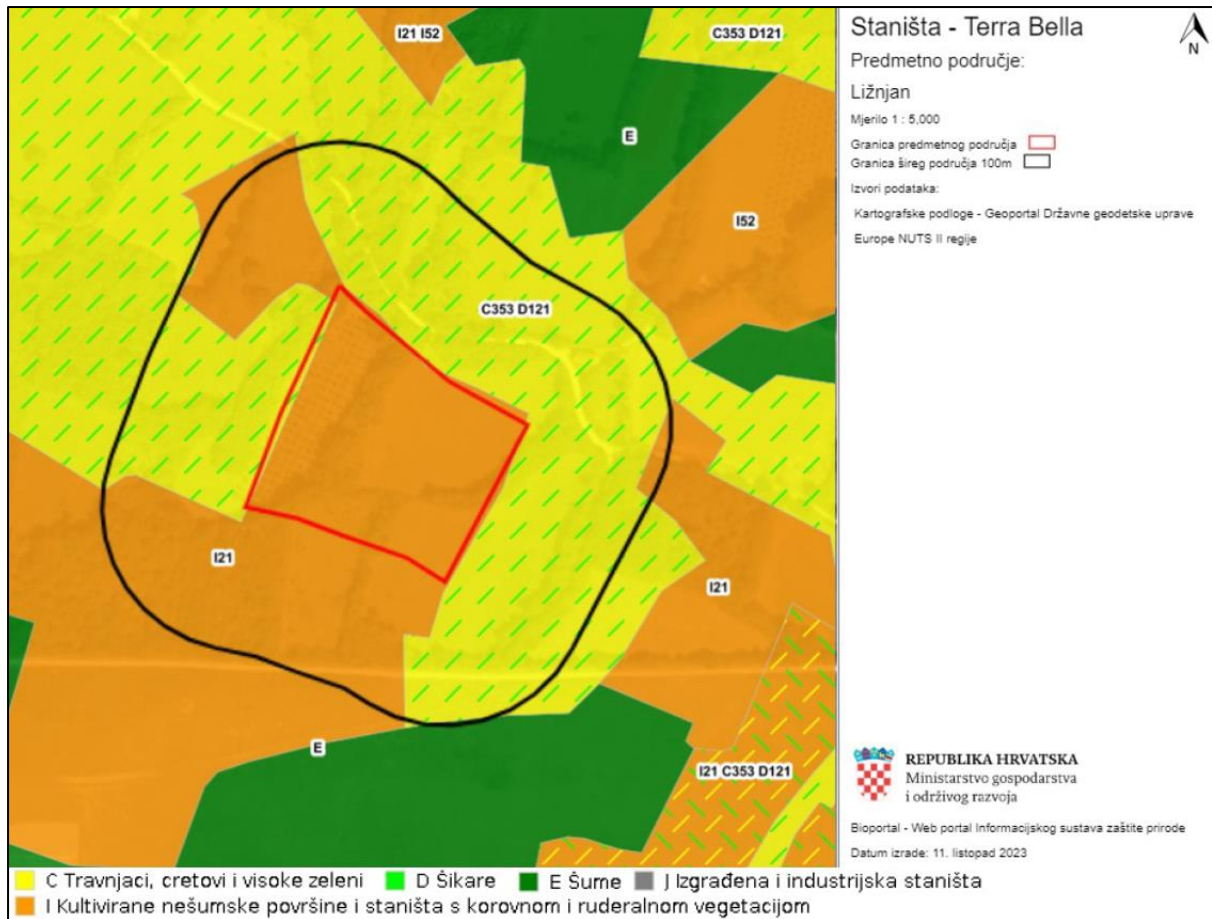 Staništa - Terra Bella
N
Predmetno područje:
Ližnjan
Mjerilo 1 : 5,000
Granica predmetnog područja
Granica šireg područja 100m
Izvori podataka:
Kartografske podloge - Geoportal Državne geodetske uprave
Europe NUTS II regije
I21 I52
C353 D121
E
I52
C353 D121
I21
I21
E
I21 C353 D121
REPUBLIKA HRVATSKA
Ministarstvo gospodarstva
i održivog razvoja
Bioportal - Web portal Informacijskog sustava zaštite prirode
Datum izrade: 11. listopad 2023
C Travnjaci, cretovi i visoke zeleni D Šikare E Šume J Izgrađena i industrijska staništa
I Kultivirane nešumske površine i staništa s korovnom i ruderalnom vegetacijom